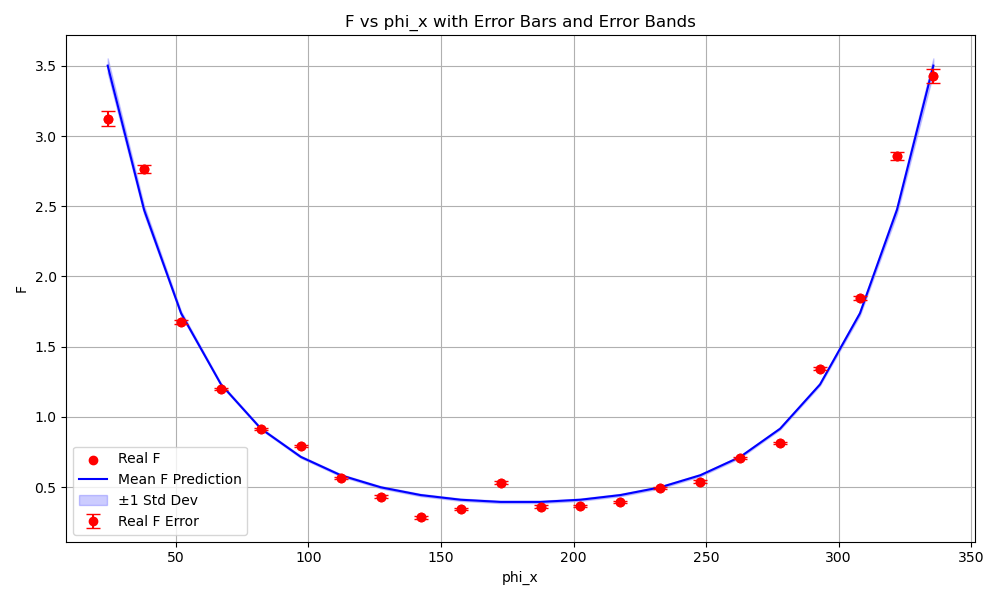 F vs phi_x with Error Bars and Error Bands
3.5
3.0
2.5
2.0
1.5
1.0
0.5
F
Real F
Mean F Prediction
±1 Std Dev
Real F Error
50
100
150
200
250
300
350
phi_x